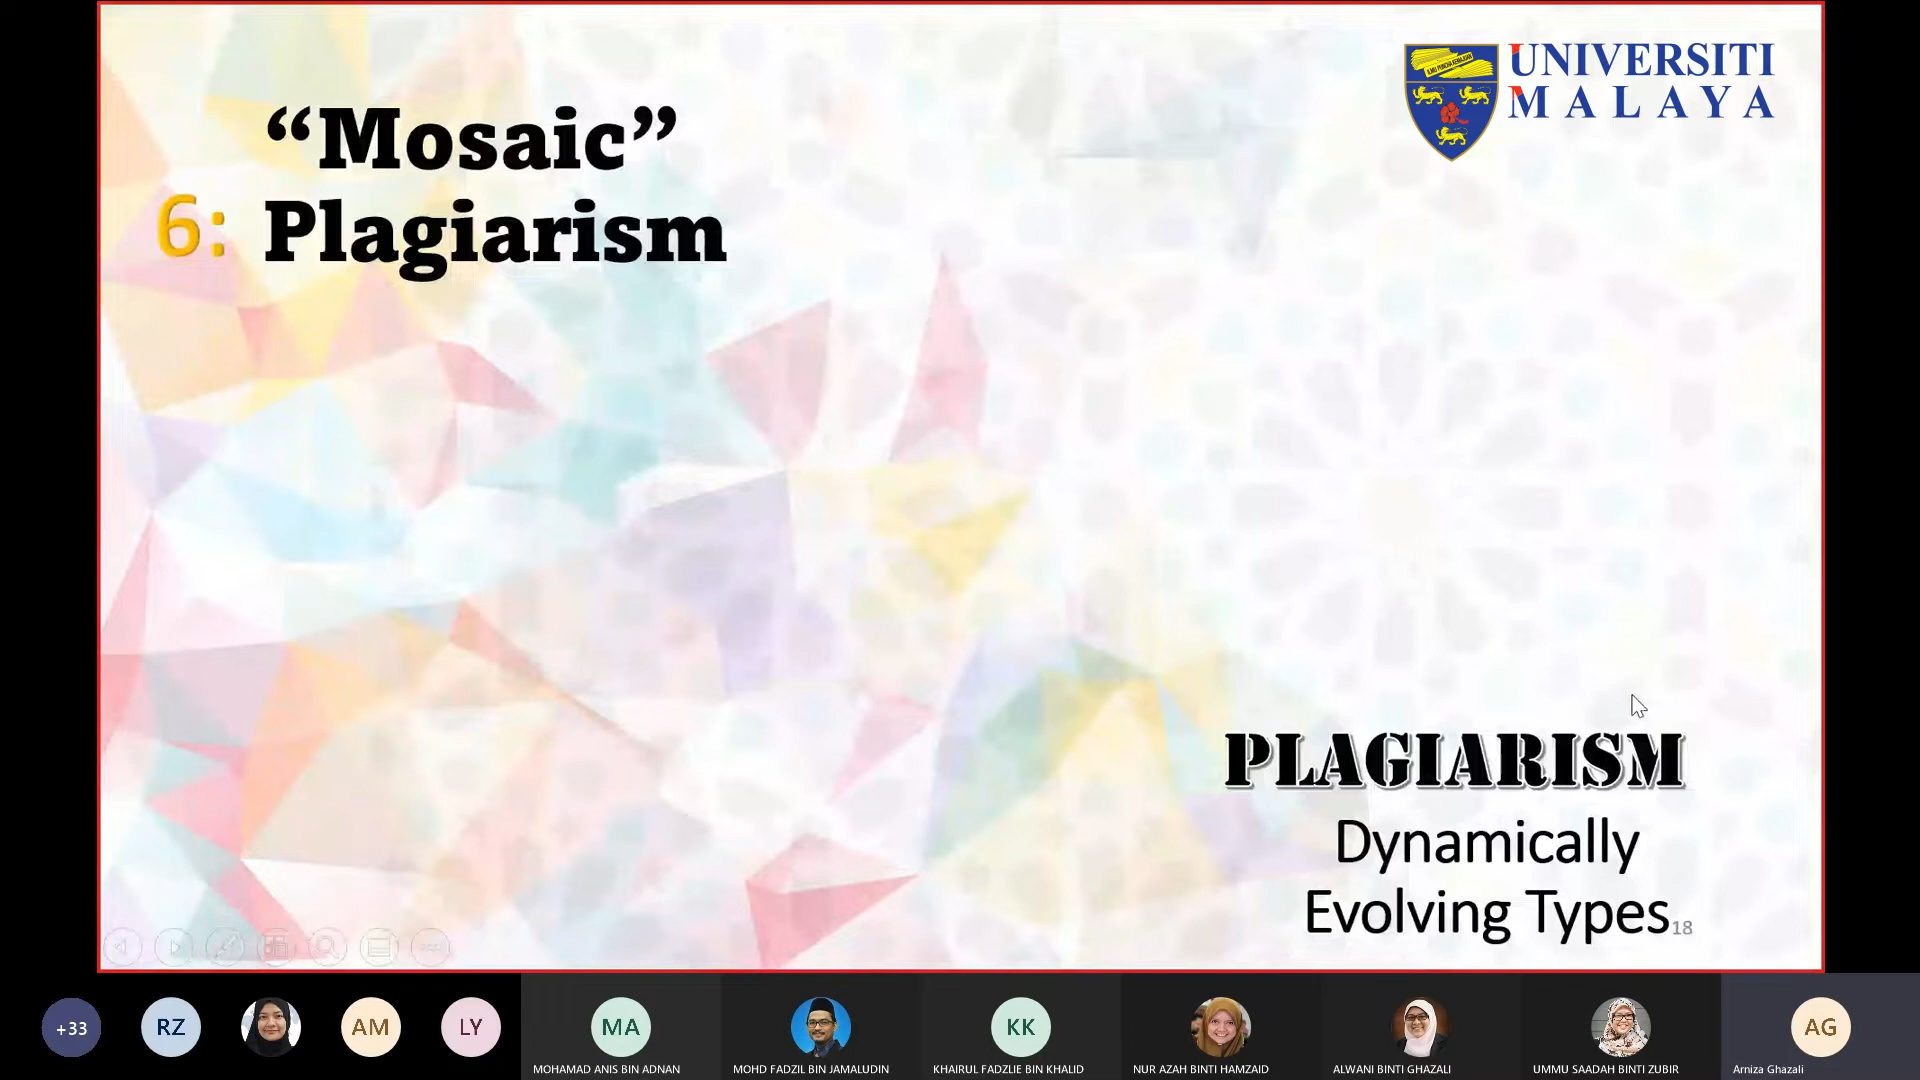 “Mosaic”
6: Plagiarism
UNIVERSITI
MALAYA
PLAGIARISM
Dynamically
Evolving Types
18
+33
RZ
AM
LY
MA
KK
AG
MOHAMAD ANIS BIN ADNAN
MOHD FADZIL BIN JAMALUDIN
KHAIRUL FADZLIE BIN KHALID
NUR AZAH BINTI HAMZAID
ALWANI BINTI GHAZALI
UMMU SAADAH BINTI ZUBIR
Arniza Ghazali